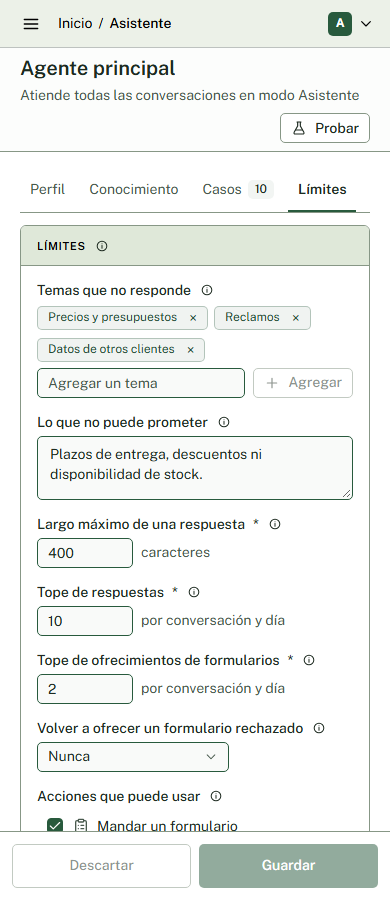 Inicio / Asistente
A
Agente principal
Atiende todas las conversaciones en modo Asistente
Probar
Perfil Conocimiento Casos 10 Límites
LÍMITES
Temas que no responde
Precios y presupuestos × Reclamos ×
Datos de otros clientes ×
Agregar un tema + Agregar
Lo que no puede prometer
Plazos de entrega, descuentos ni
disponibilidad de stock.
Largo máximo de una respuesta *
400 caracteres
Tope de respuestas *
10 por conversación y día
Tope de ofrecimientos de formularios *
2 por conversación y día
Volver a ofrecer un formulario rechazado
Nunca
Acciones que puede usar
Mandar un formulario
Descartar Guardar